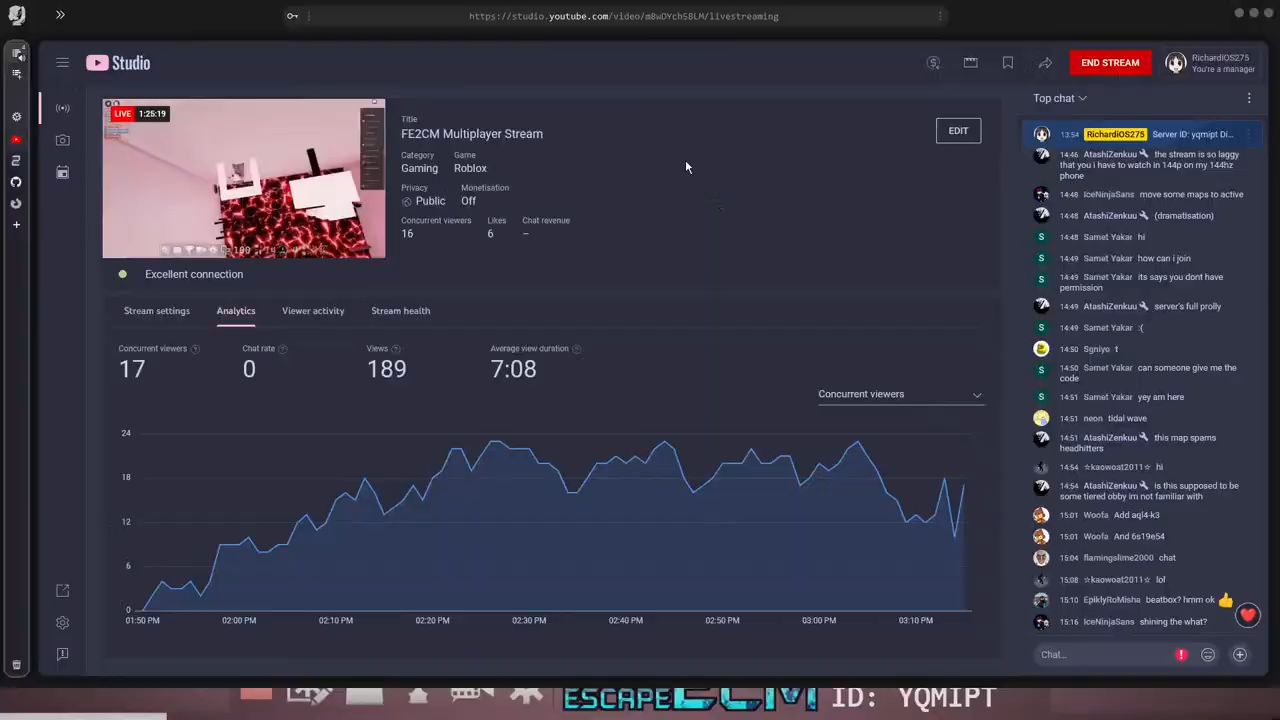 https://studio.youtube.com/video/m8wOYch58LM/livestreaming
Studio
END STREAM
RichardiOS275
You're a manager
LIVE 1:25:19
Title
FE2CM Multiplayer Stream
EDIT
Category Game
Gaming Roblox
Privacy Monetisation
Public Off
Concurrent viewers Likes Chat revenue
16 6 –
Excellent connection
Stream settings Analytics Viewer activity Stream health
Concurrent viewers Chat rate Views Average view duration
17 0 189 7:08
Concurrent viewers
24
18
12
6
0
01:50 PM 02:00 PM 02:10 PM 02:20 PM 02:30 PM 02:40 PM 02:50 PM 03:00 PM 03:10 PM
Top chat
13:54 RichardiOS275 Server ID: yqmipt Di...
14:46 AtashiZenkuu the stream is so laggy
that you i have to watch in 144p on my 144hz
phone
14:48 IceNinjaSans move some maps to active
14:48 AtashiZenkuu (dramatisation)
S 14:48 Samet Yakar hi
S 14:49 Samet Yakar how can i join
S 14:49 Samet Yakar its says you dont have
permission
14:49 AtashiZenkuu server's full prolly
S 14:49 Samet Yakar :(
14:50 Sgniyo t
S 14:50 Samet Yakar can someone give me the
code
S 14:51 Samet Yakar yey am here
14:51 neon tidal wave
14:51 AtashiZenkuu this map spams
headhitters
14:54 ☆kaowoat2011☆ hi
14:54 AtashiZenkuu is this supposed to be
some tiered obby im not familiar with
15:01 Woofa Add aql4-k3
15:01 Woofa And 6s19e54
15:04 flamingslime2000 chat
15:08 ☆kaowoat2011☆ lol
15:10 EpiklyRoMisha beatbox? hmm ok 👍
15:16 IceNinjaSans shining the what?
Chat...
ESCAPE ECM ID: YQMIPT